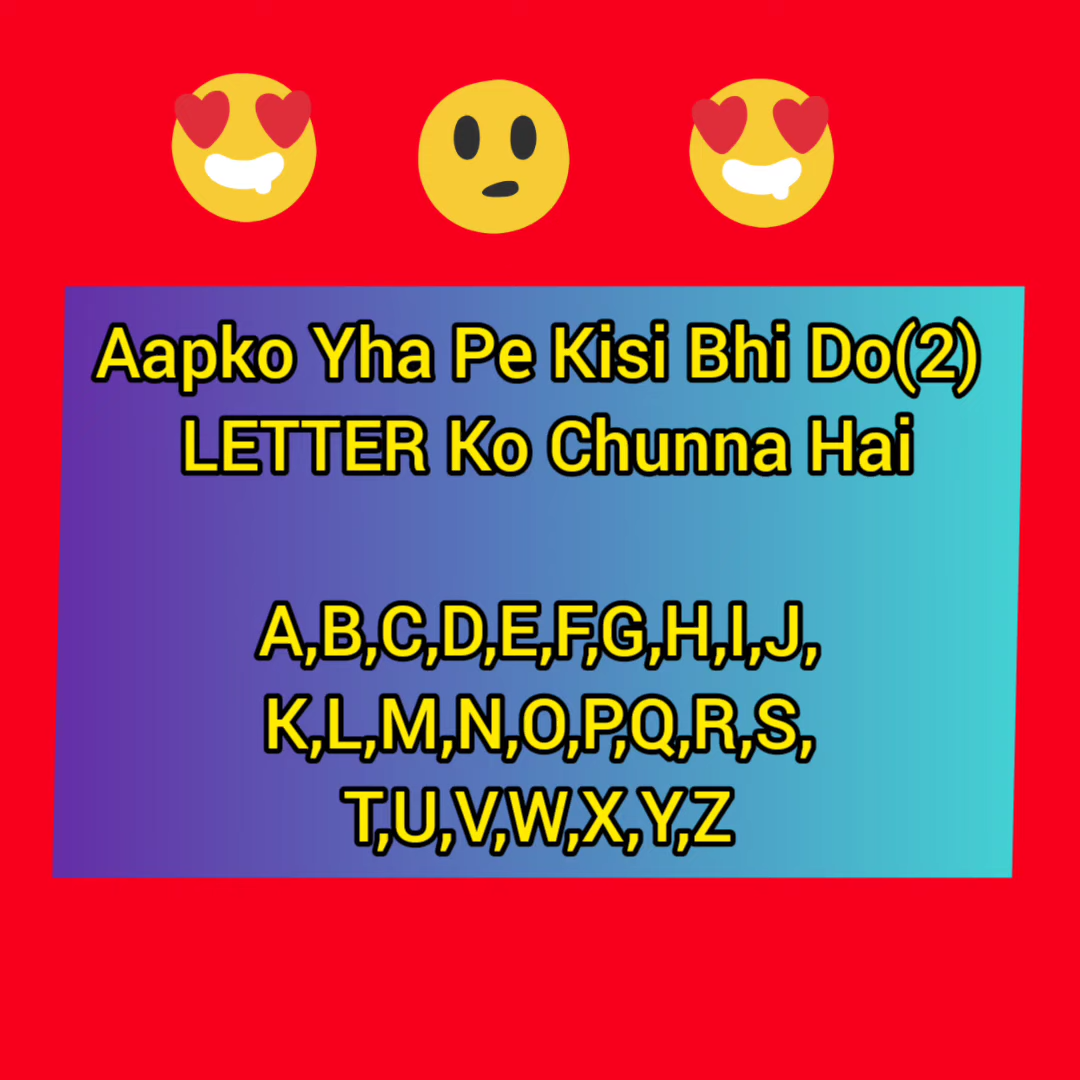 Aapko Yha Pe Kisi Bhi Do(2)
LETTER Ko Chunna Hai
A,B,C,D,E,F,G,H,I,J,
K,L,M,N,O,P,Q,R,S,
T,U,V,W,X,Y,Z